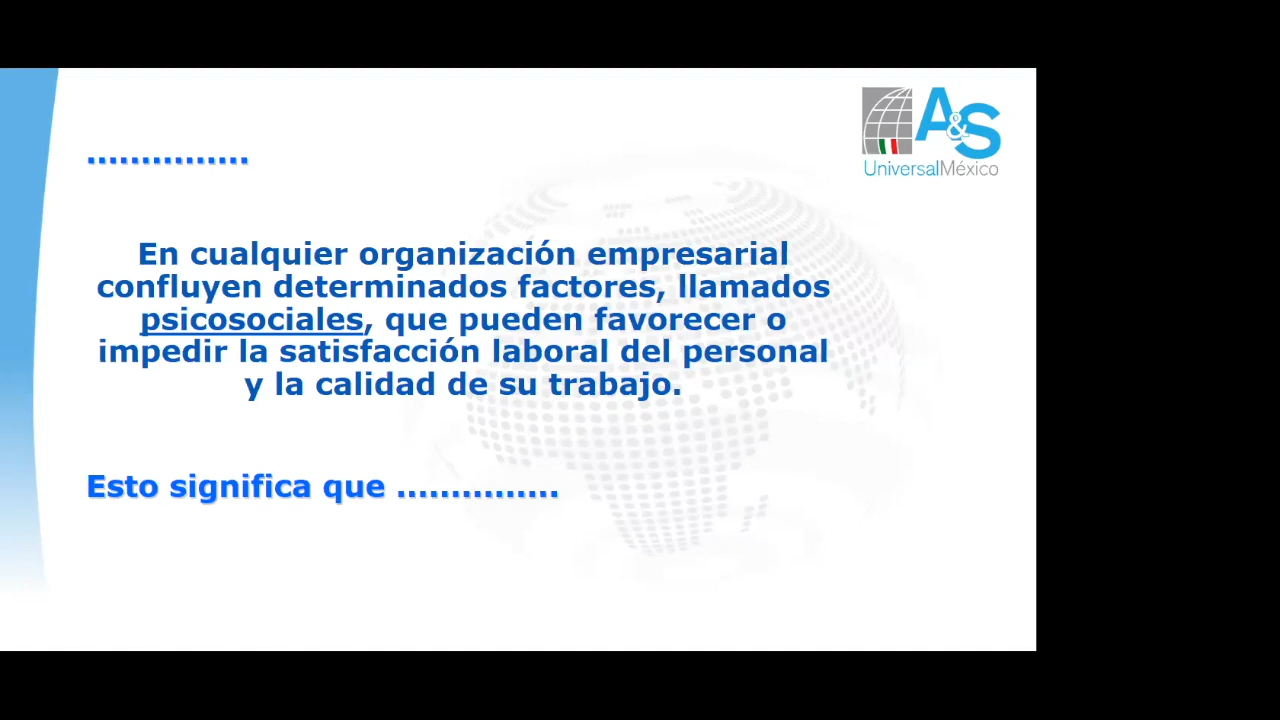 A&S
UniversalMéxico
...............
En cualquier organización empresarial
confluyen determinados factores, llamados
psicosociales, que pueden favorecer o
impedir la satisfacción laboral del personal
y la calidad de su trabajo.
Esto significa que ...............